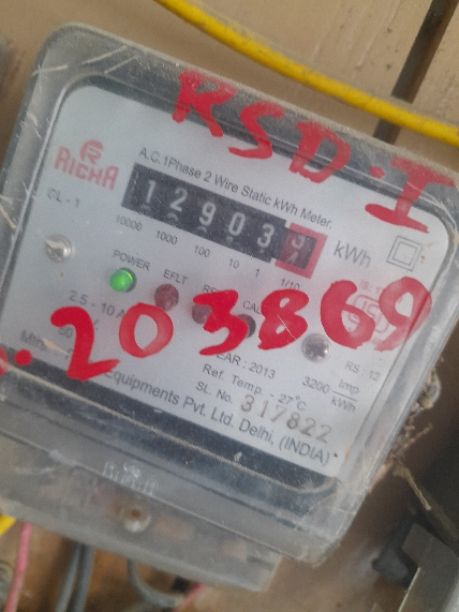 KSD-I
RICHA
A.C. 1Phase 2 Wire Static kWh Meter.
CL - 1
12903
kWh
10000 1000 100 10 1 1/10
POWER EFLT CAL
203869
2.5 - 10 A
RS : 12
YEAR : 2013
3200 Imp/kWh
Ref. Temp. - 27°C
SL. No. 317822
Equipments Pvt. Ltd. Delhi, (INDIA)